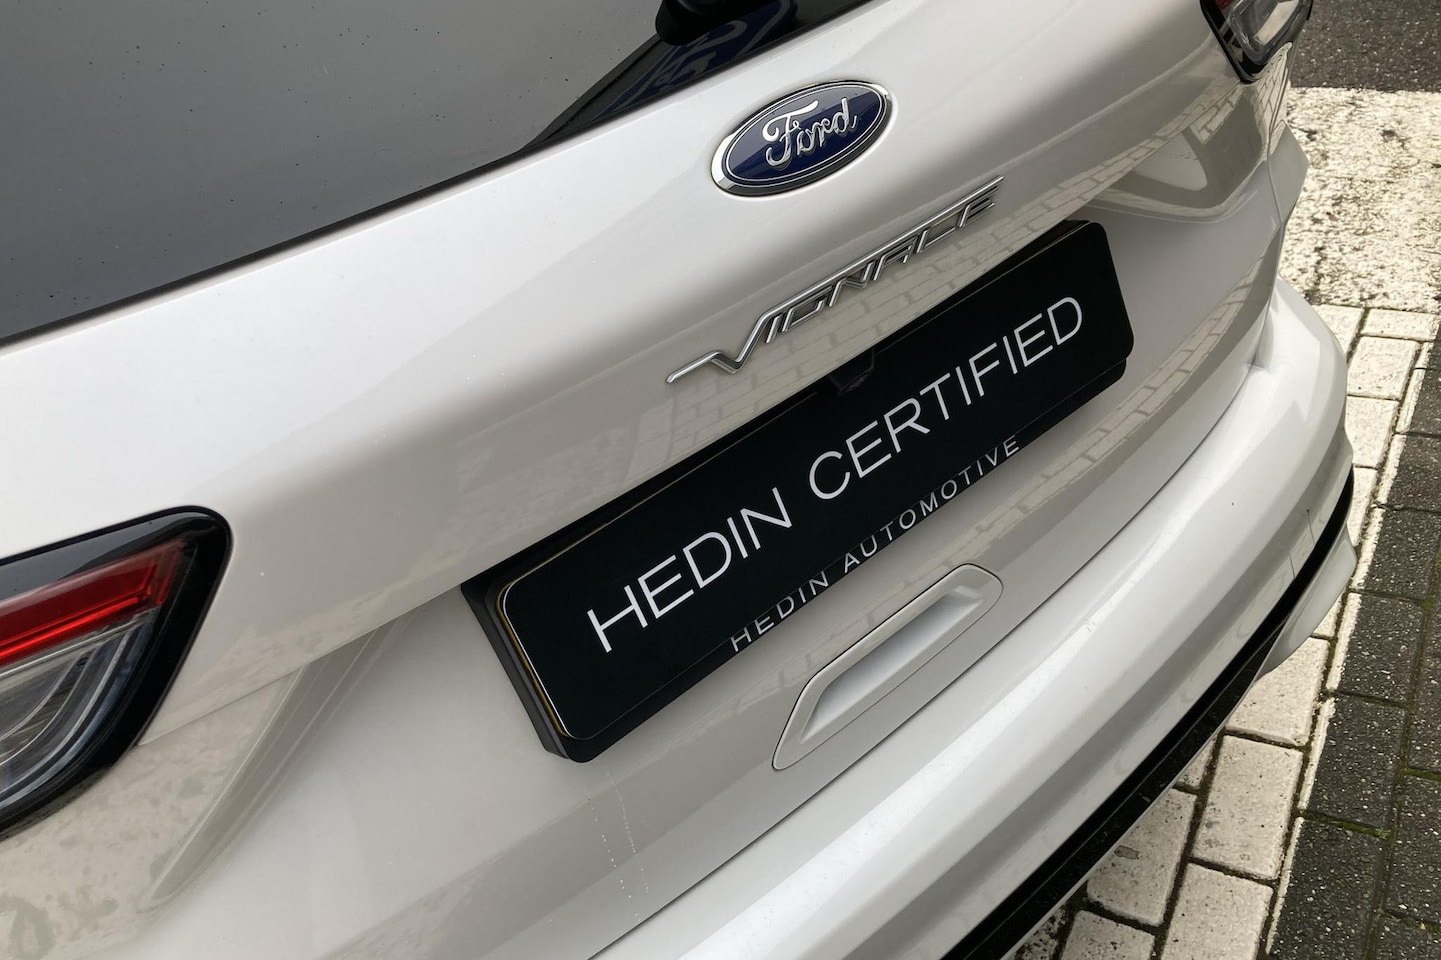 Ford
VIGNALE
HEDIN CERTIFIED
HEDIN AUTOMOTIVE